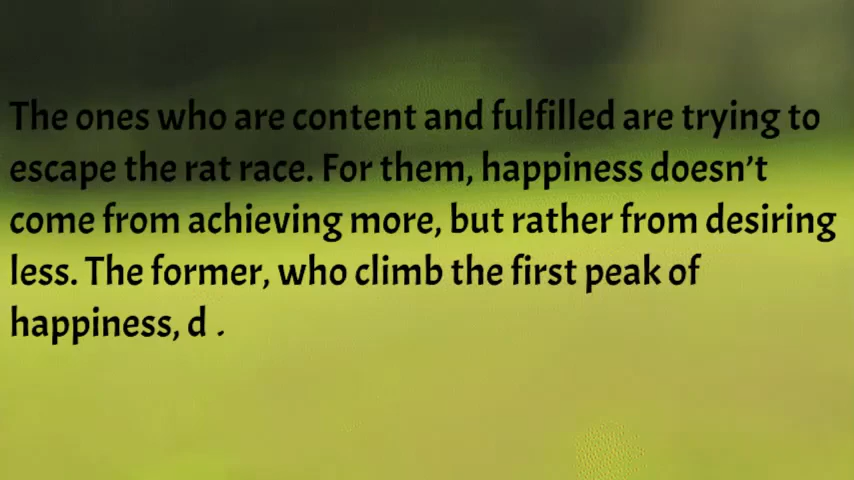 The ones who are content and fulfilled are trying to
escape the rat race. For them, happiness doesn’t
come from achieving more, but rather from desiring
less. The former, who climb the first peak of
happiness, d .